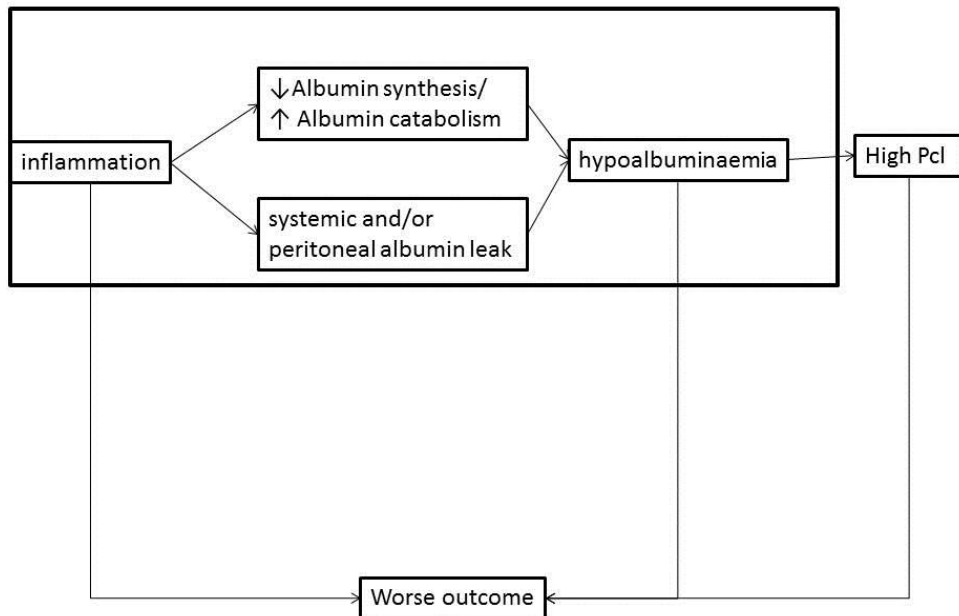 ↓Albumin synthesis/
↑ Albumin catabolism
inflammation
hypoalbuminaemia
High Pcl
systemic and/or
peritoneal albumin leak
Worse outcome